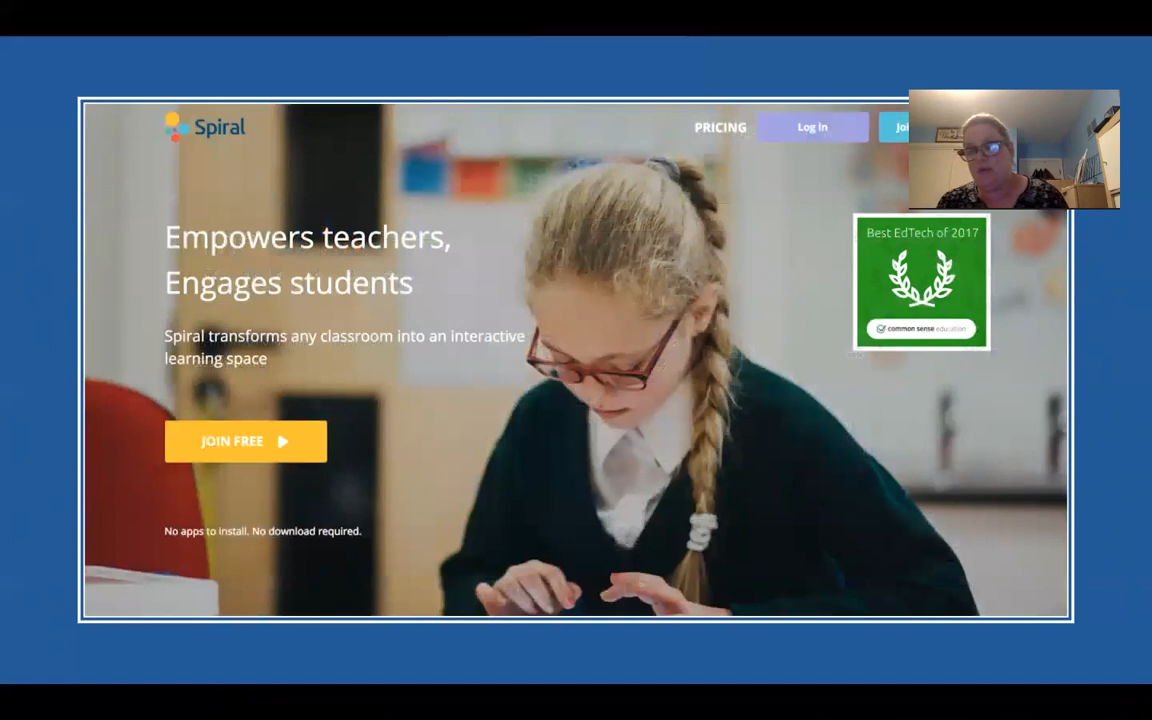 Spiral
PRICING
Log in
Best EdTech of 2017
common sense education
Empowers teachers,
Engages students
Spiral transforms any classroom into an interactive
learning space
JOIN FREE
No apps to install. No download required.